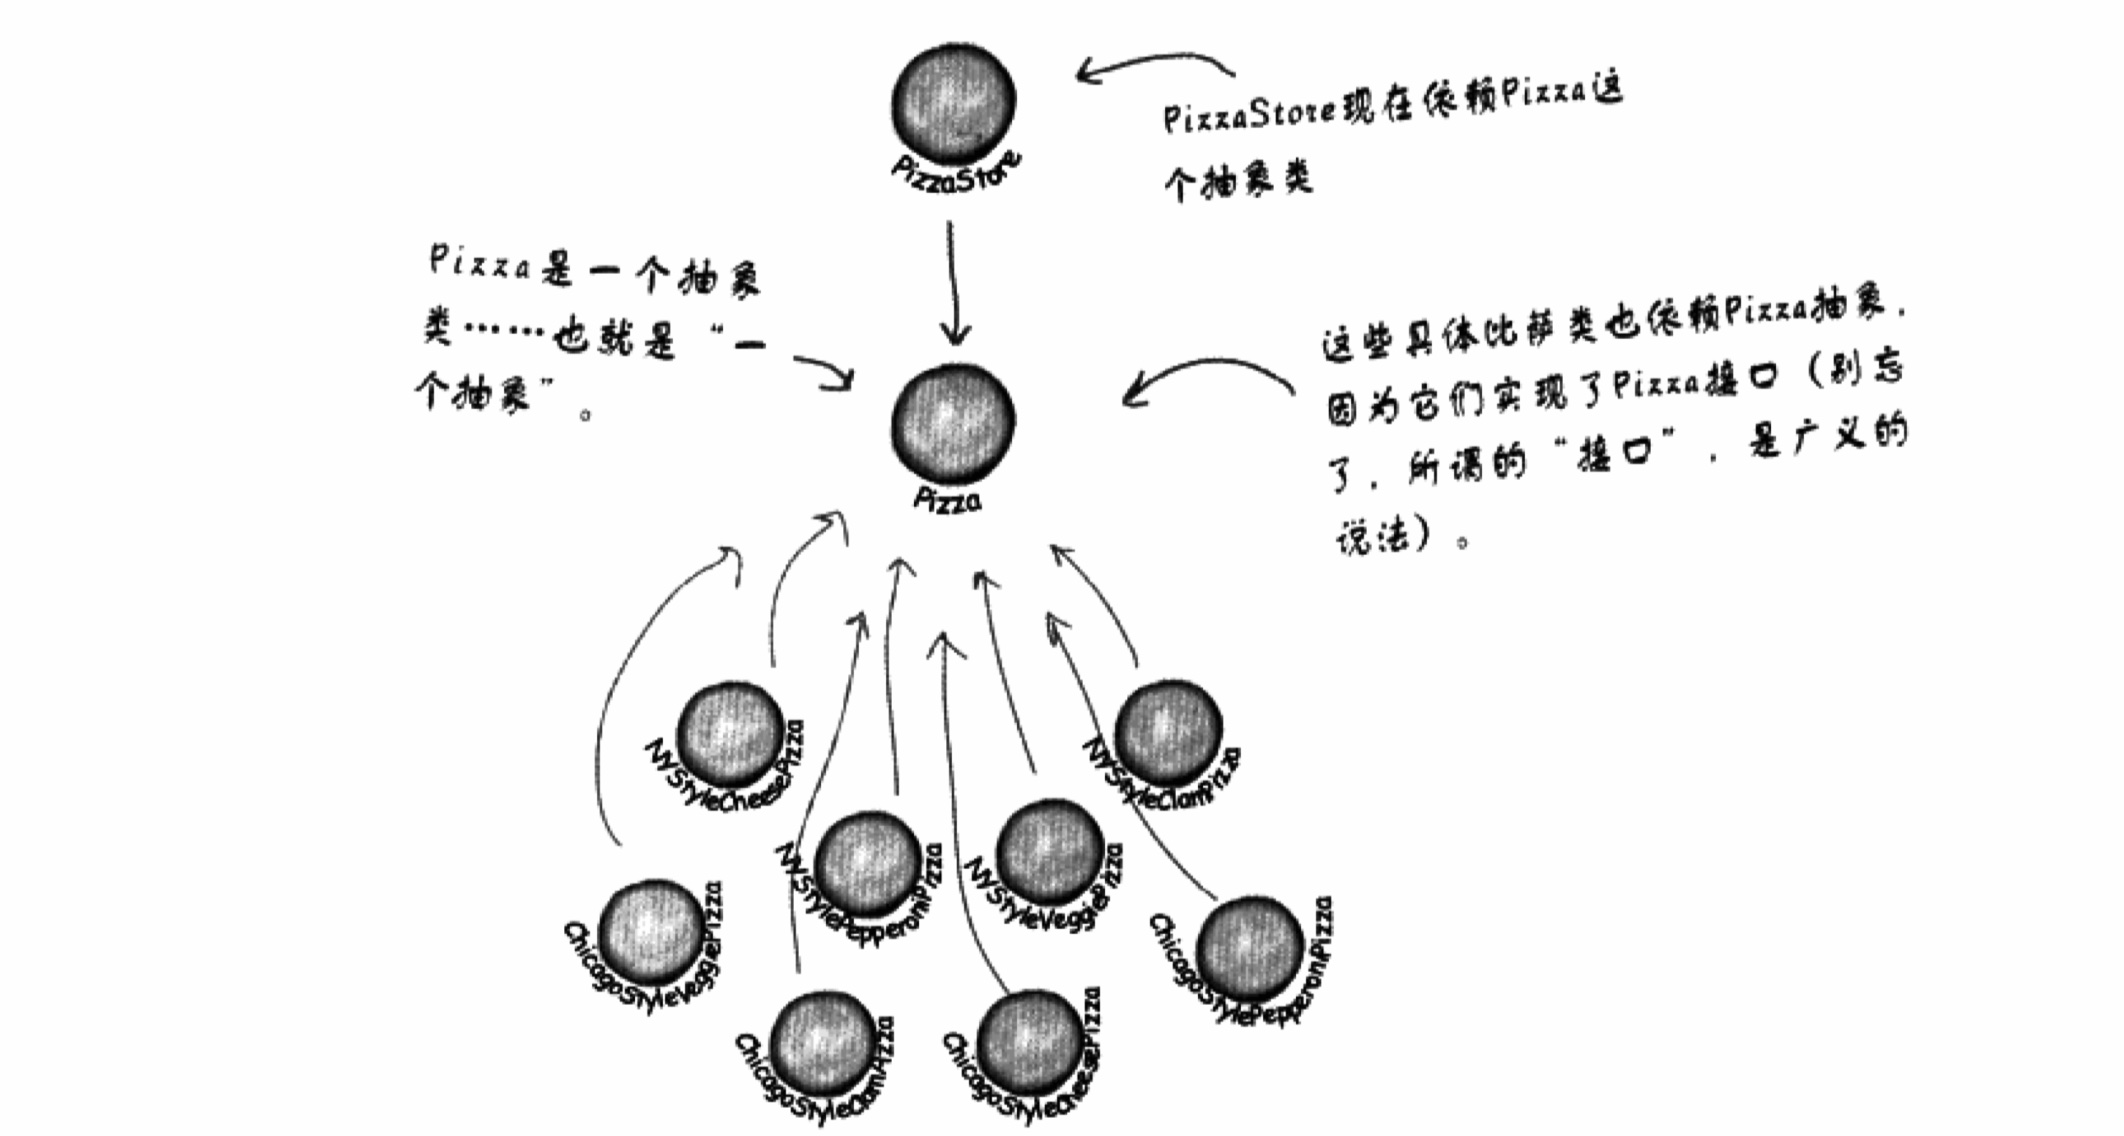 PizzaStore
PizzaStore现在依赖Pizza这
个抽象类
Pizza是一个抽象
类……也就是“一
个抽象”。
这些具体比萨类也依赖Pizza抽象，
因为它们实现了Pizza接口（别忘
了，所谓的“接口”，是广义的
说法）。
Pizza
NYStyleCheesePizza
NYStyleClamPizza
NYStylePepperoniPizza
NYStyleVeggiePizza
ChicagoStyleVeggiePizza
ChicagoStylePepperoniPizza
ChicagoStyleClamPizza
ChicagoStyleCheesePizza